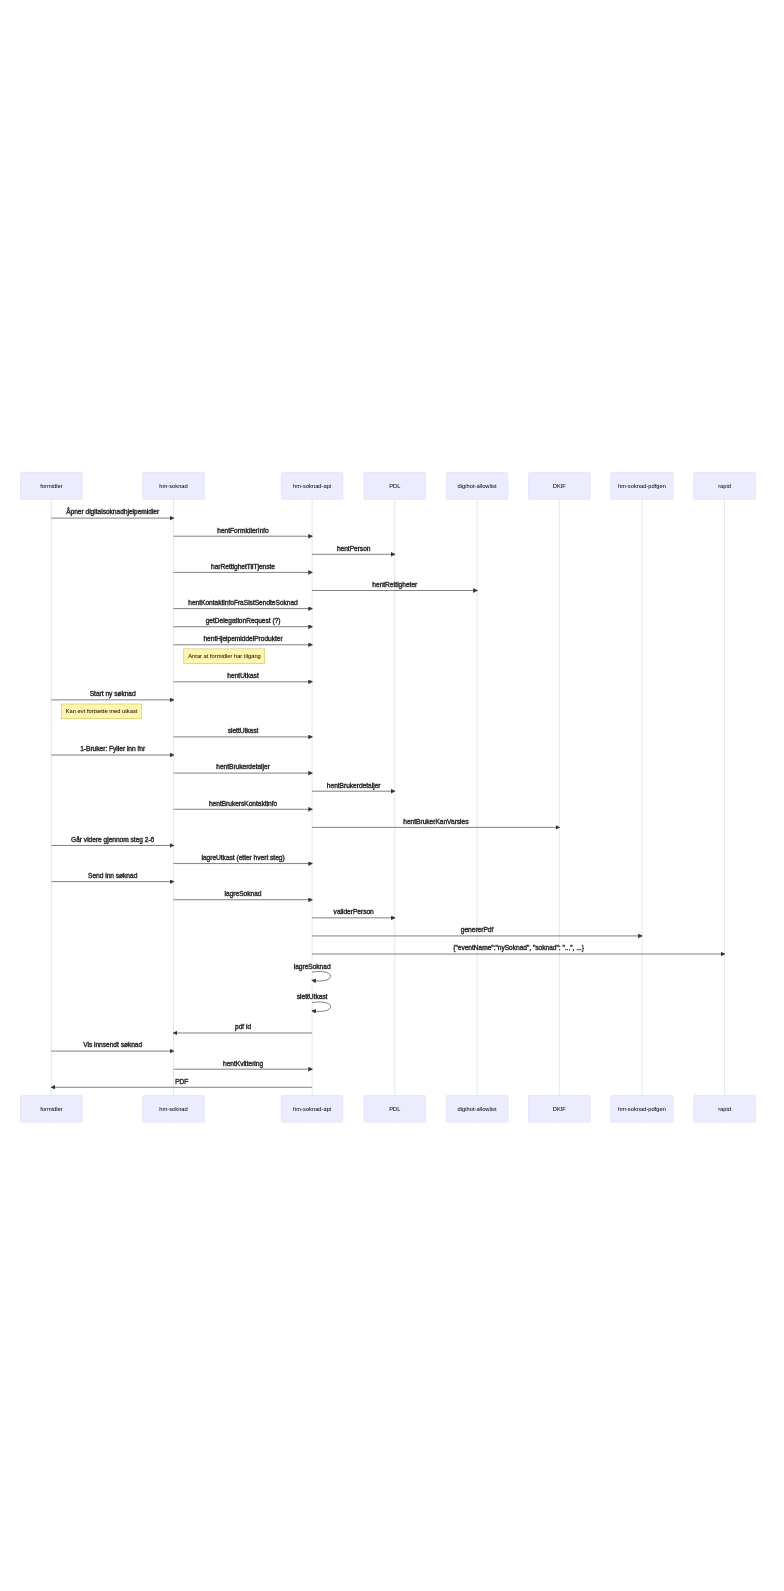 formidler
hm-soknad
hm-soknad-api
PDL
digihot-allowlist
DKIF
hm-soknad-pdfgen
rapid
Åpner digitalsoknadhjelpemidler
hentFormidlerInfo
hentPerson
harRettighetTilTjenste
hentRettigheter
hentKontaktInfoFraSistSendteSoknad
getDelegationRequest (?)
hentHjelpemiddelProdukter
Antar at formidler har tilgang
hentUtkast
Start ny søknad
Kan evt fortsette med utkast
slettUtkast
1-Bruker: Fyller inn fnr
hentBrukerdetaljer
hentBrukerdetaljer
hentBrukersKontaktinfo
hentBrukerKanVarsles
Går videre gjennom steg 2-6
lagreUtkast (etter hvert steg)
Send inn søknad
lagreSoknad
validerPerson
genererPdf
{"eventName":"nySoknad", "soknad": "...", ...}
lagreSoknad
slettUtkast
pdf id
Vis innsendt søknad
hentKvittering
PDF
formidler
hm-soknad
hm-soknad-api
PDL
digihot-allowlist
DKIF
hm-soknad-pdfgen
rapid